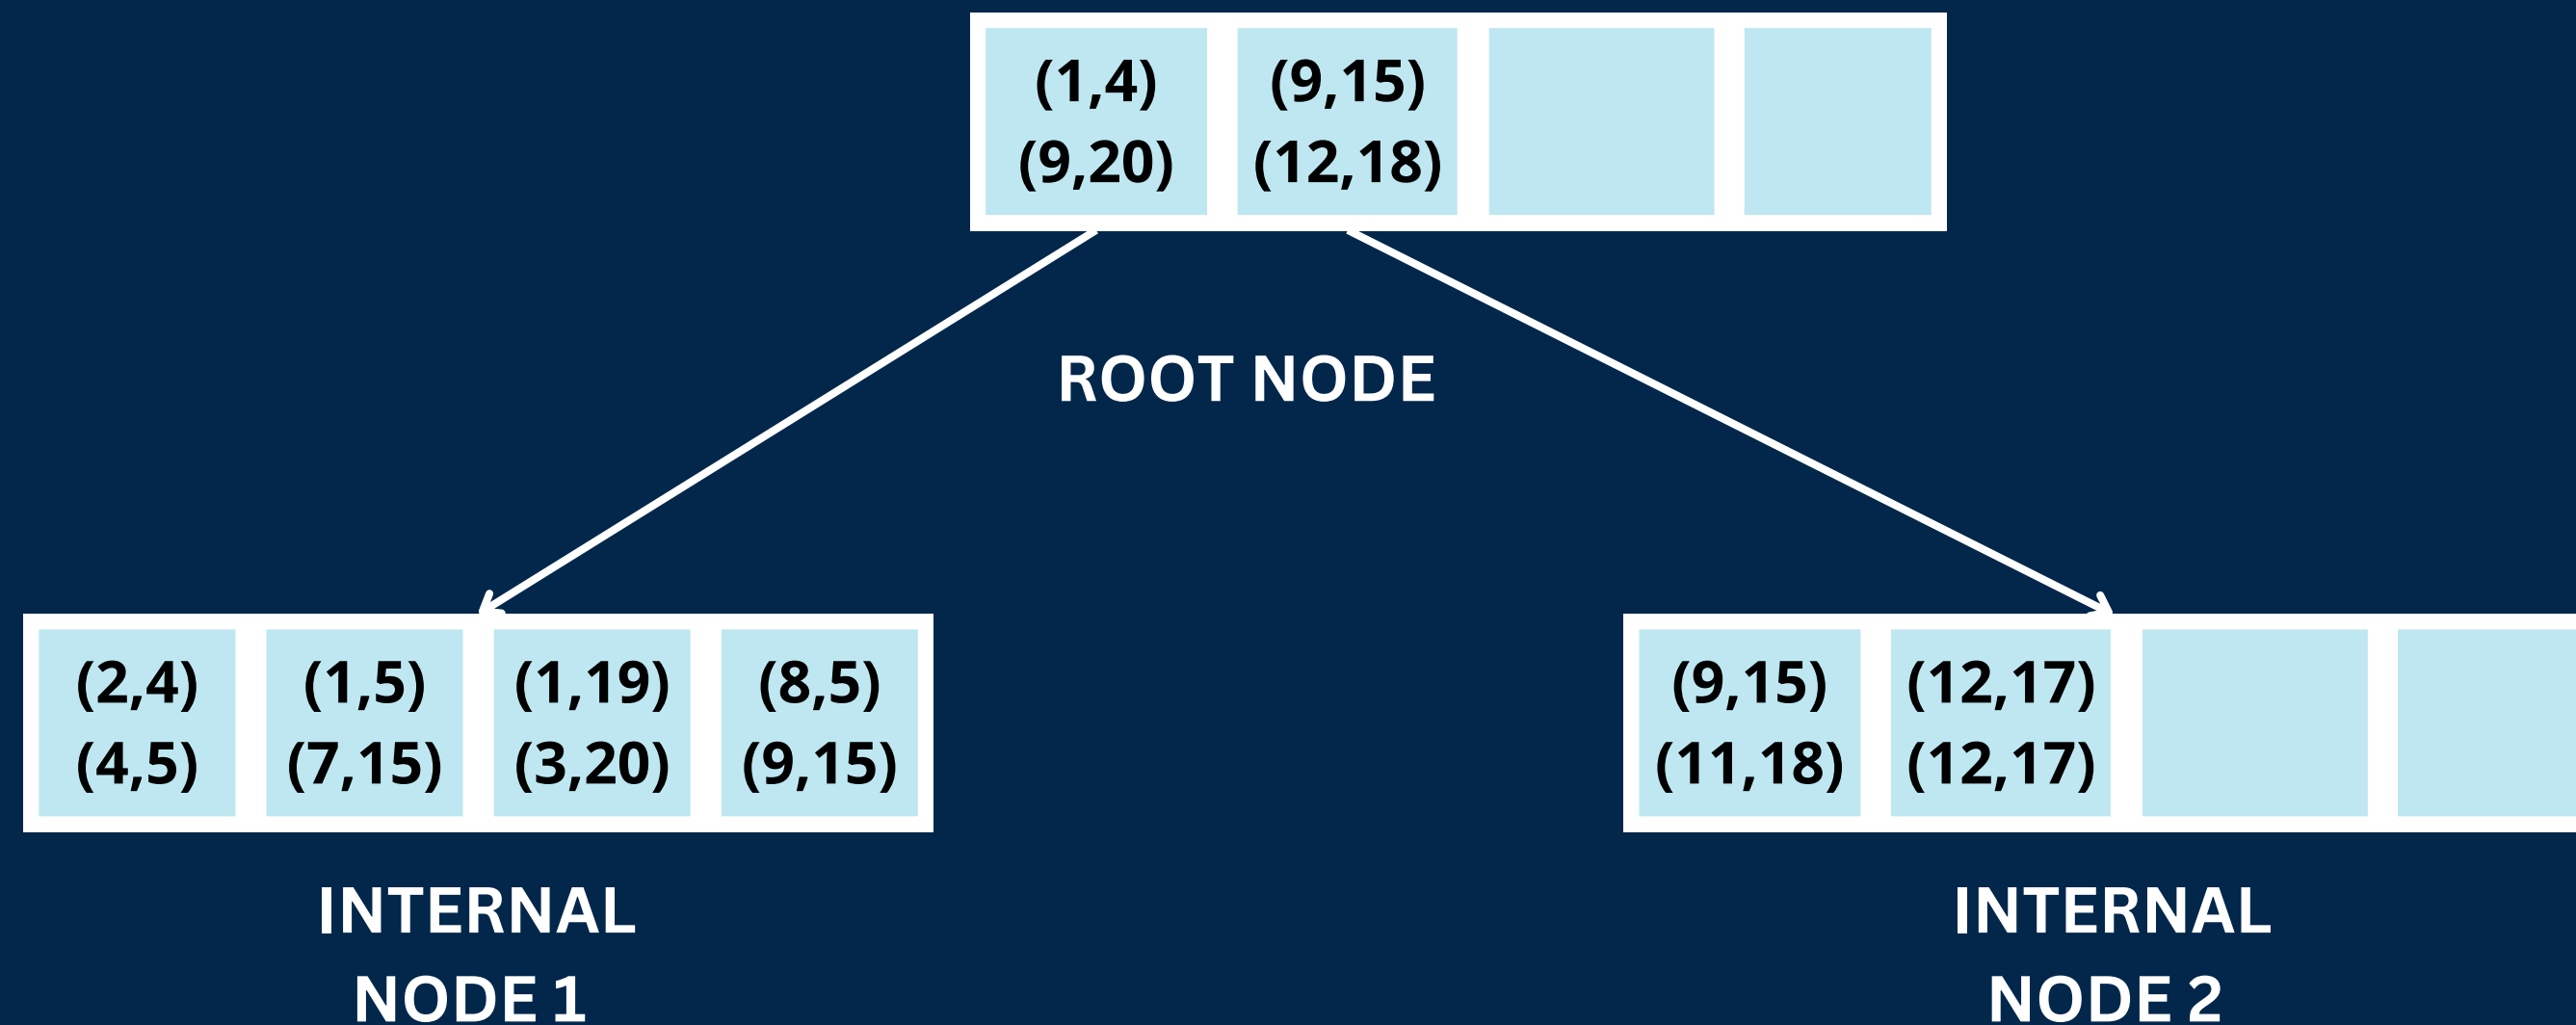 (1,4) (9,15)
(9,20) (12,18)
ROOT NODE
(2,4) (1,5) (1,19) (8,5)
(4,5) (7,15) (3,20) (9,15)
(9,15) (12,17)
(11,18) (12,17)
INTERNAL
NODE 1
INTERNAL
NODE 2